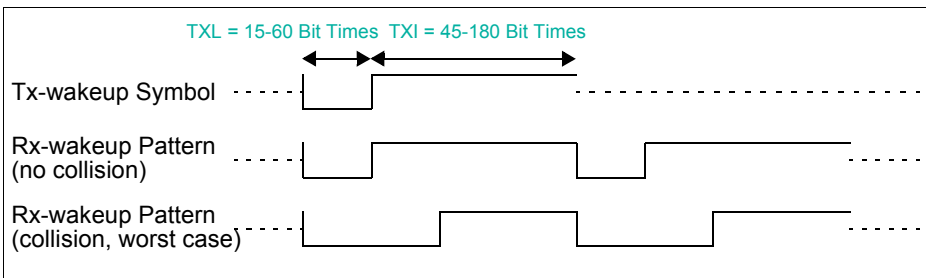 TXL = 15-60 Bit Times TXI = 45-180 Bit Times
Tx-wakeup Symbol
Rx-wakeup Pattern
(no collision)
Rx-wakeup Pattern
(collision, worst case)